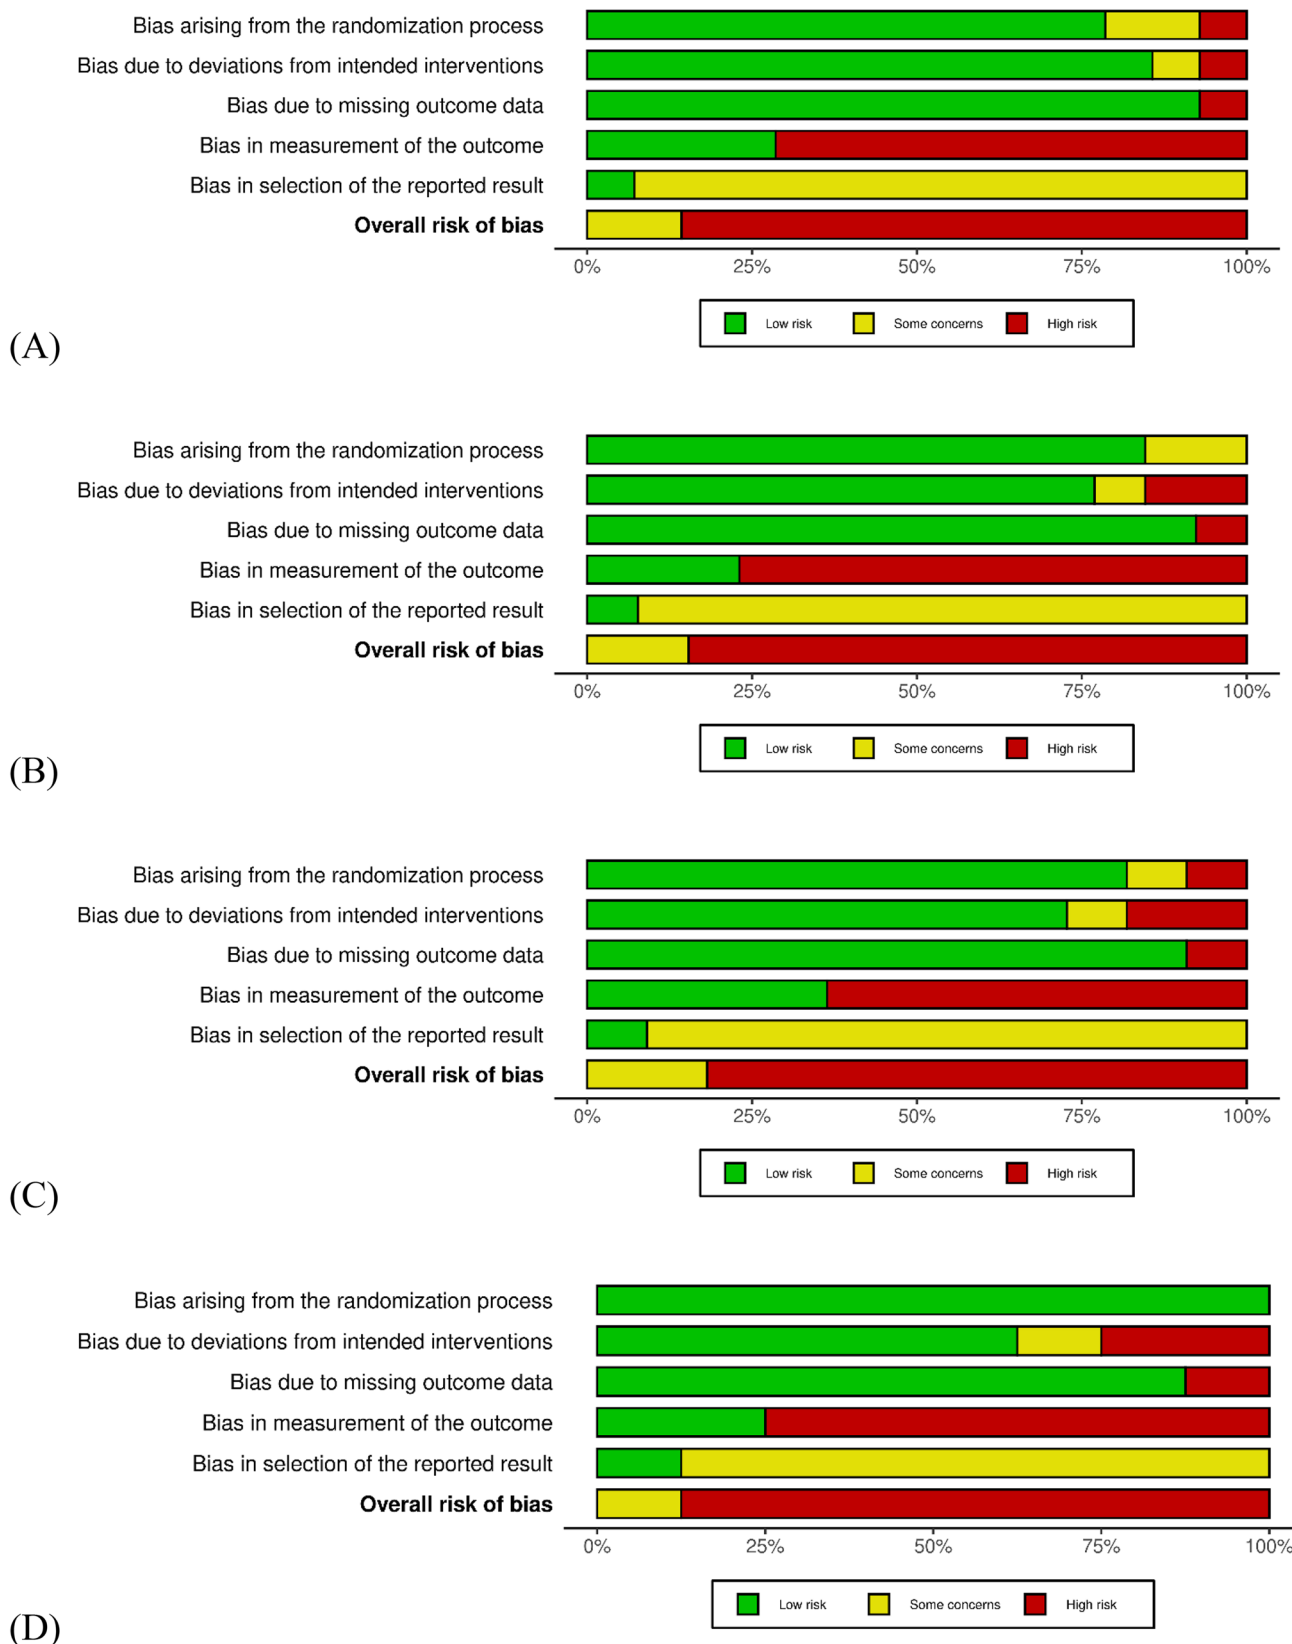 Bias arising from the randomization process
Bias due to deviations from intended interventions
Bias due to missing outcome data
Bias in measurement of the outcome
Bias in selection of the reported result
Overall risk of bias
0% 25% 50% 75% 100%
Low risk Some concerns High risk
(A)
Bias arising from the randomization process
Bias due to deviations from intended interventions
Bias due to missing outcome data
Bias in measurement of the outcome
Bias in selection of the reported result
Overall risk of bias
0% 25% 50% 75% 100%
Low risk Some concerns High risk
(B)
Bias arising from the randomization process
Bias due to deviations from intended interventions
Bias due to missing outcome data
Bias in measurement of the outcome
Bias in selection of the reported result
Overall risk of bias
0% 25% 50% 75% 100%
Low risk Some concerns High risk
(C)
Bias arising from the randomization process
Bias due to deviations from intended interventions
Bias due to missing outcome data
Bias in measurement of the outcome
Bias in selection of the reported result
Overall risk of bias
0% 25% 50% 75% 100%
Low risk Some concerns High risk
(D)